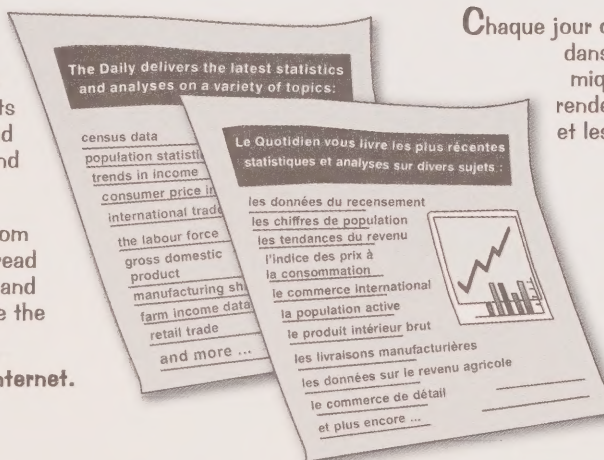 ts
d
nd
om
read
and
e the
nternet.
The Daily delivers the latest statistics
and analyses on a variety of topics:
census data
population
trends in income
consumer price
international trade
the labour force
gross domestic
product
manufacturing sh
farm income data
retail trade
and more ...
Le Quotidien vous livre les plus récentes
statistiques et analyses sur divers sujets :
les données du recensement
les chiffres de population
les tendances du revenu
l'indice des prix à
la consommation
le commerce international
la population active
le produit intérieur brut
les livraisons manufacturières
les données sur le revenu agricole
le commerce de détail
et plus encore ...
Chaque jour
dans
miq
rende
et les